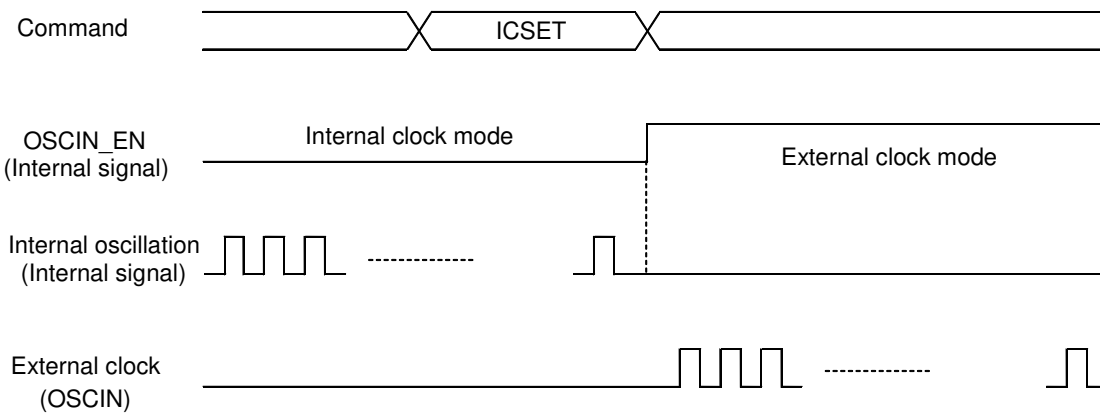 Command
ICSET
OSCIN_EN
(Internal signal)
Internal clock mode
External clock mode
Internal oscillation
(Internal signal)
External clock
(OSCIN)